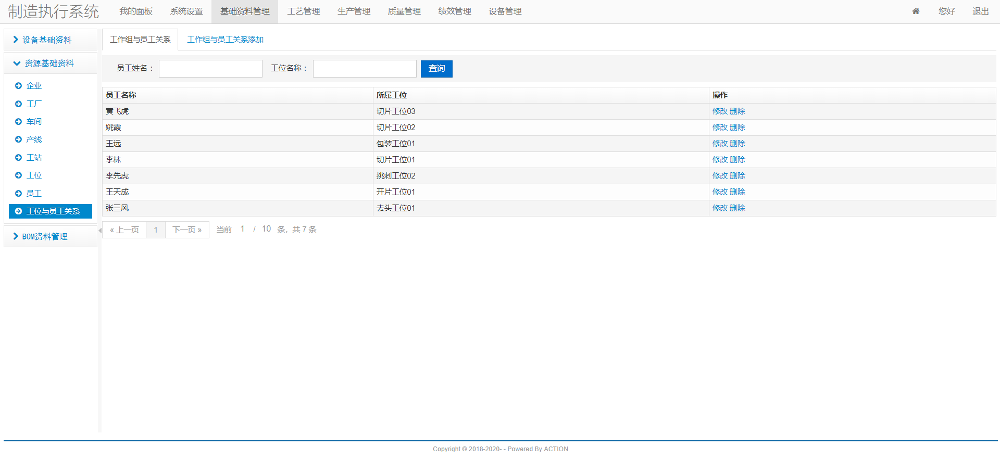 制造执行系统 我的面板 系统设置 基础资料管理 工艺管理 生产管理 质量管理 绩效管理 设备管理 您好 退出
设备基础资料
资源基础资料
企业
工厂
车间
产线
工站
工位
员工
工位与员工关系
BOM资料管理
工作组与员工关系 工作组与员工关系添加
员工姓名： 工位名称： 查询
员工名称 所属工位 操作
黄飞虎 切片工位03 修改 删除
姚霞 切片工位02 修改 删除
王远 包装工位01 修改 删除
李林 切片工位01 修改 删除
李先虎 挑刺工位02 修改 删除
王天成 开片工位01 修改 删除
张三风 去头工位01 修改 删除
« 上一页 1 下一页 » 当前 1 / 10 条，共 7 条
Copyright © 2018-2020- - Powered By ACTION